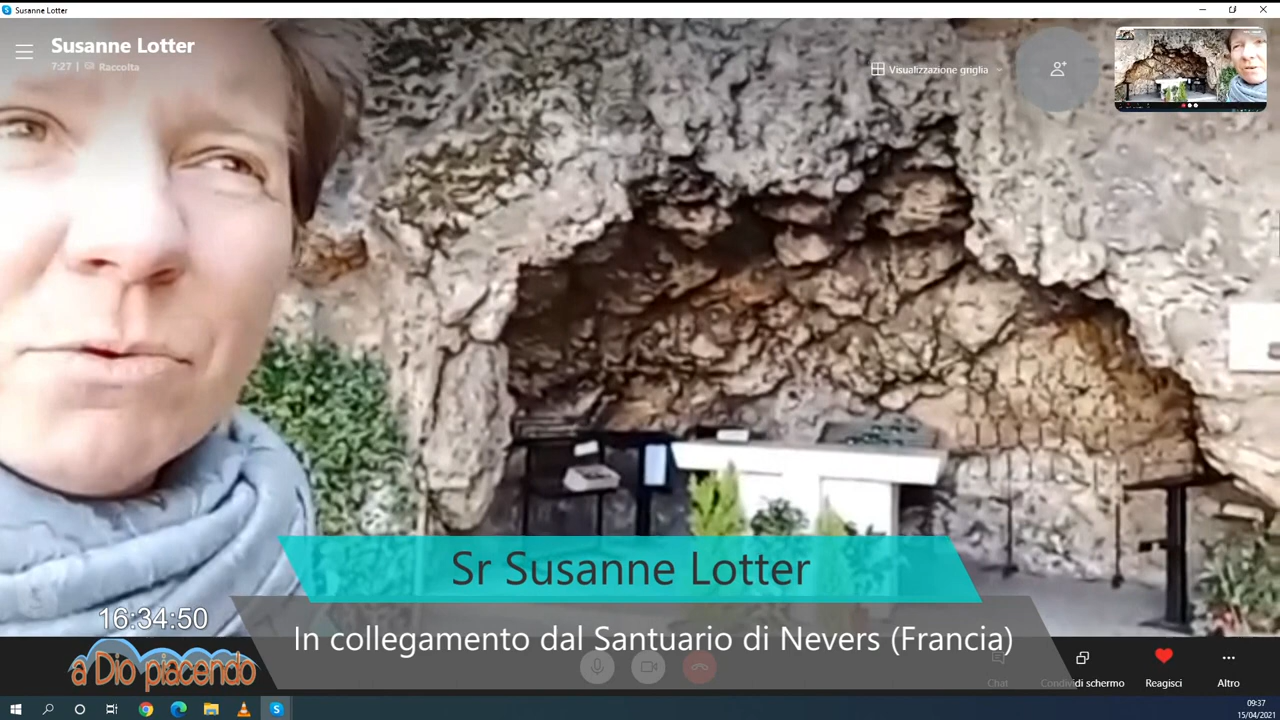 Susanne Lotter
Susanne Lotter
7:27 | Raccolta
Visualizzazione griglia
Sr Susanne Lotter
16:34:50
In collegamento dal Santuario di Nevers (Francia)
a Dio piacendo
Chat
Condividi schermo
Reagisci
Altro
09:37
15/04/2021